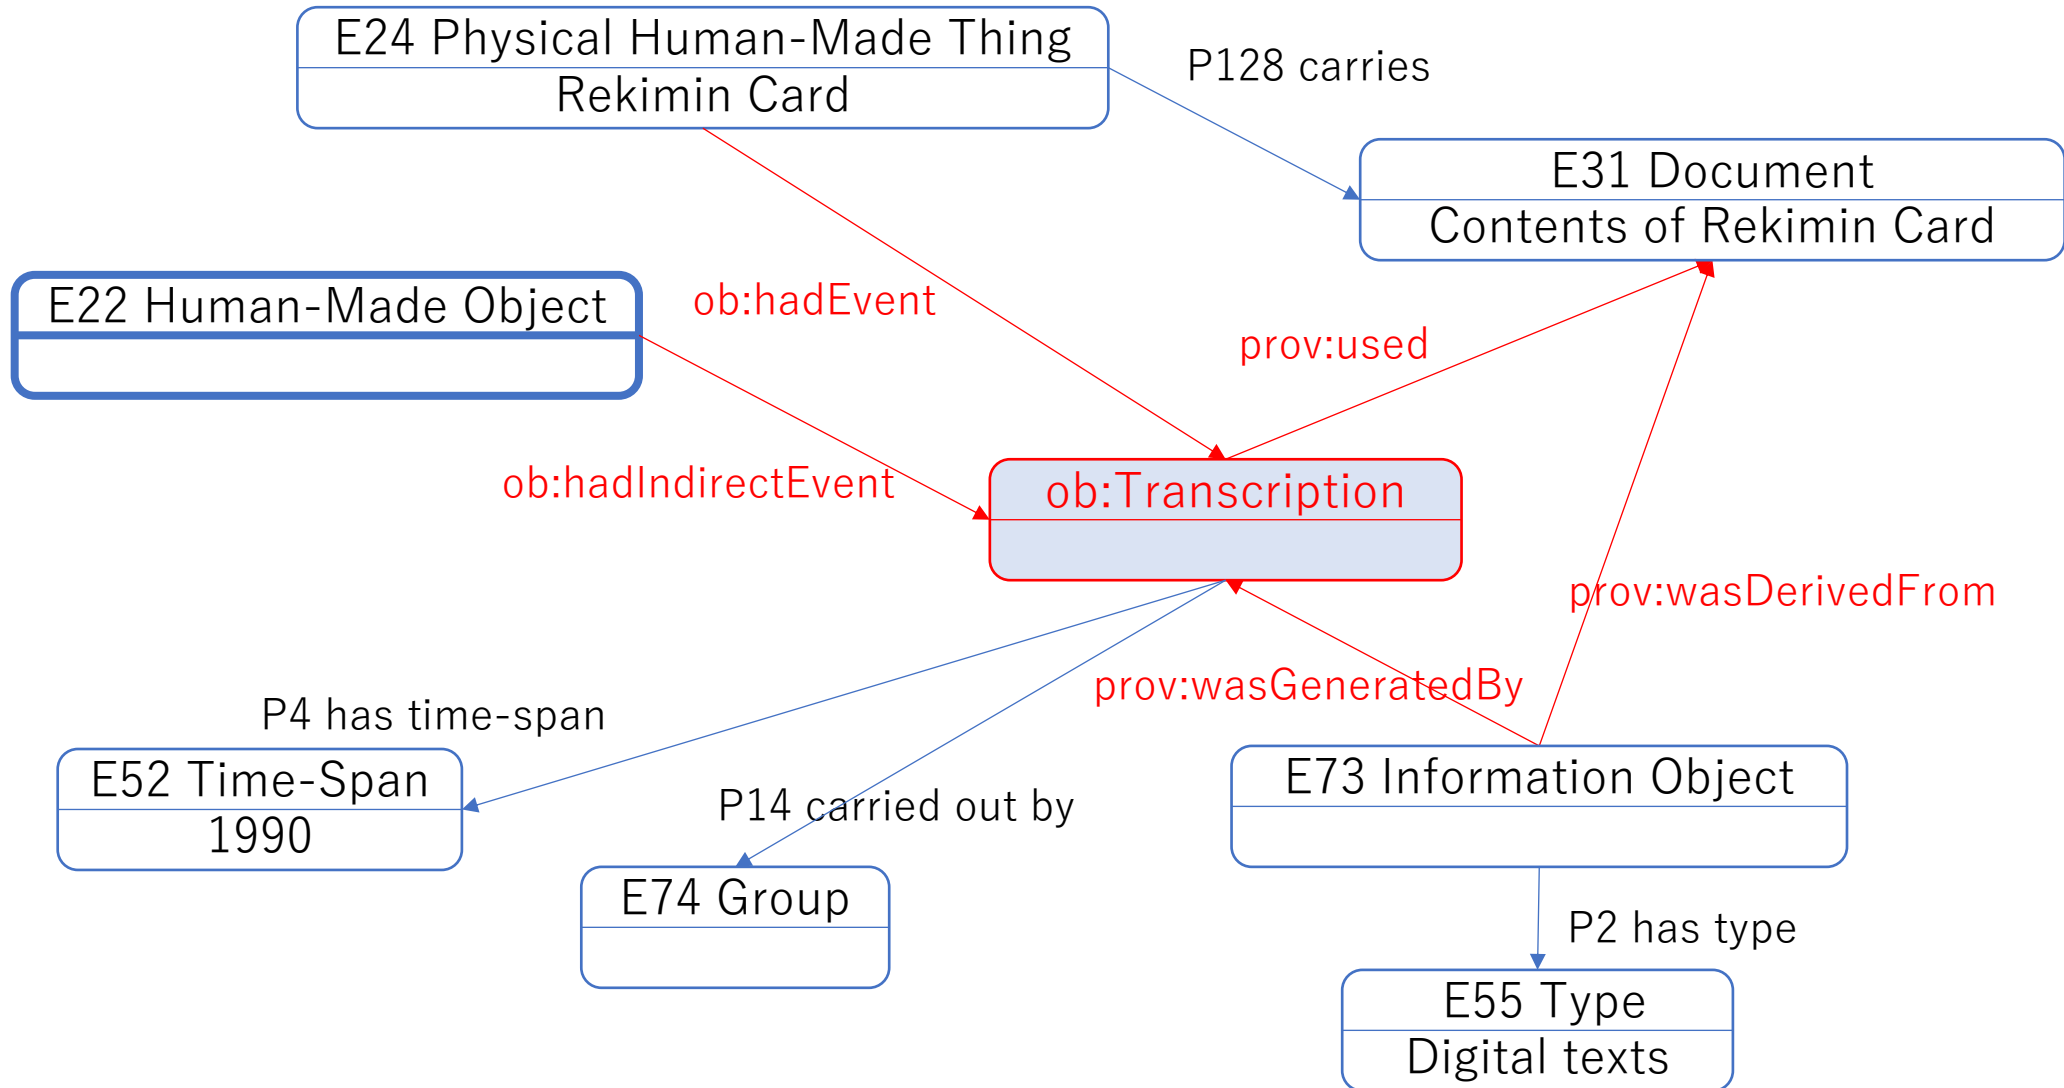 E24 Physical Human-Made Thing
Rekimin Card
P128 carries
E31 Document
Contents of Rekimin Card
E22 Human-Made Object
ob:hadEvent
prov:used
ob:hadIndirectEvent
ob:Transcription
prov:wasDerivedFrom
prov:wasGeneratedBy
P4 has time-span
E52 Time-Span
1990
P14 carried out by
E73 Information Object
E74 Group
P2 has type
E55 Type
Digital texts